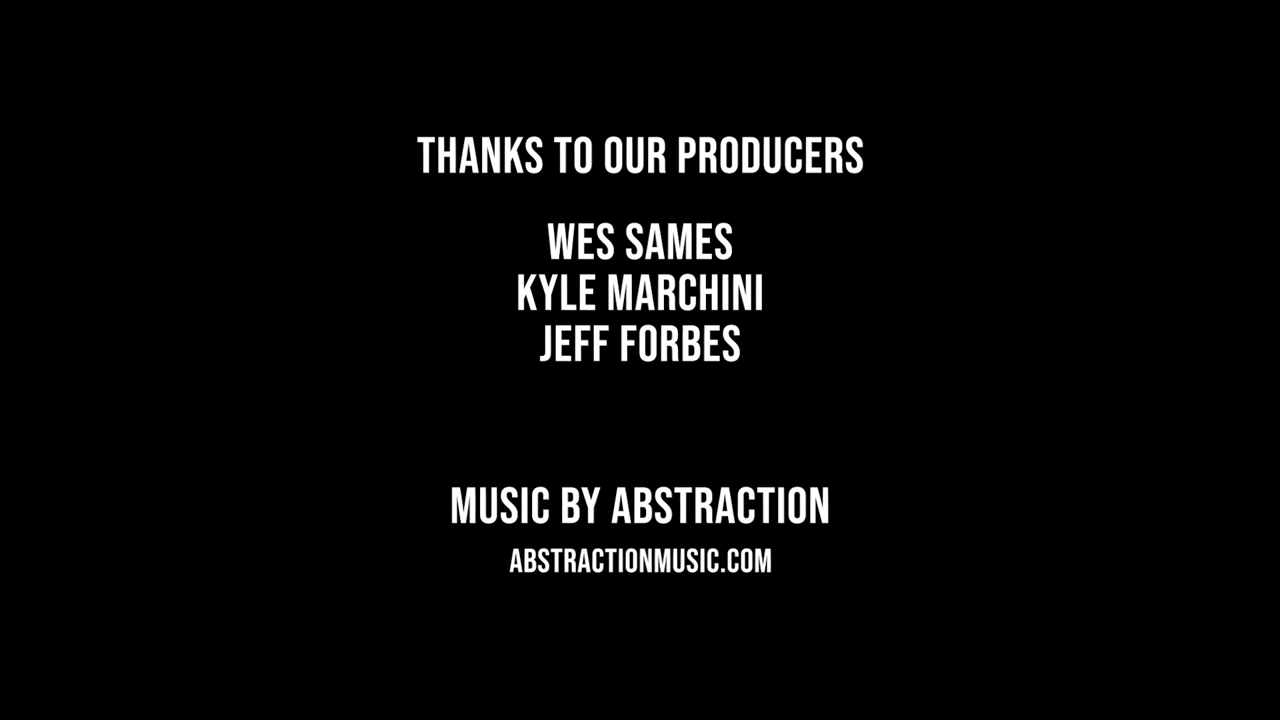 THANKS TO OUR PRODUCERS
WES SAMES
KYLE MARCHINI
JEFF FORBES
MUSIC BY ABSTRACTION
ABSTRACTIONMUSIC.COM